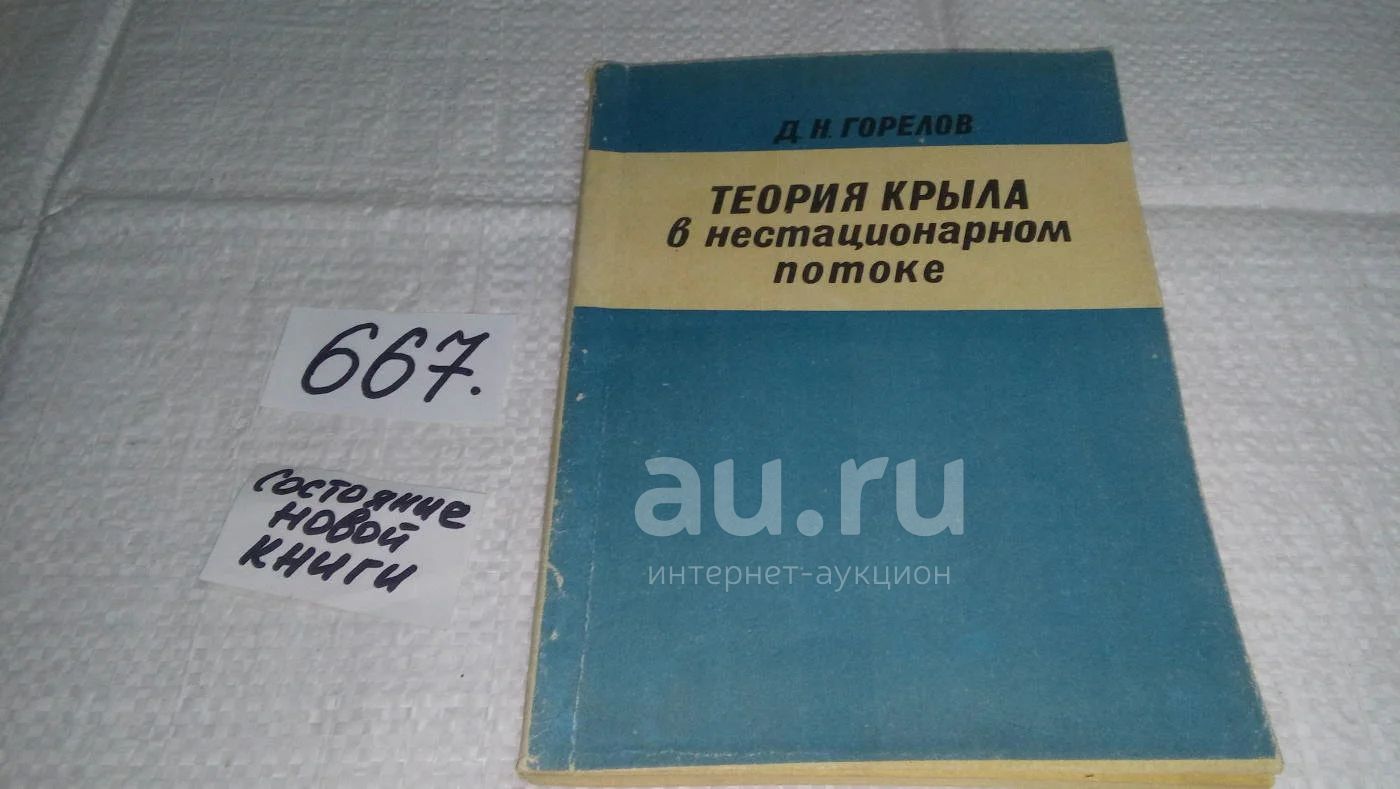 Д. Н. ГОРЕЛОВ
ТЕОРИЯ КРЫЛА
в нестационарном
потоке
667.
состояние
новой
книги
au.ru
интернет-аукцион